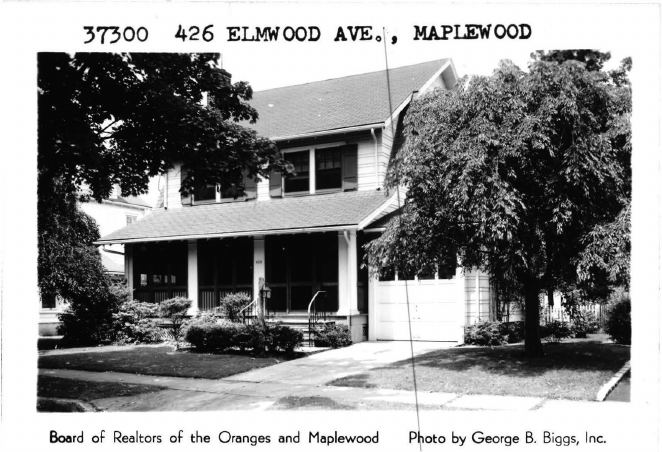 37300 426 ELMWOOD AVE., MAPLEWOOD
Board of Realtors of the Oranges and Maplewood Photo by George B. Biggs, Inc.